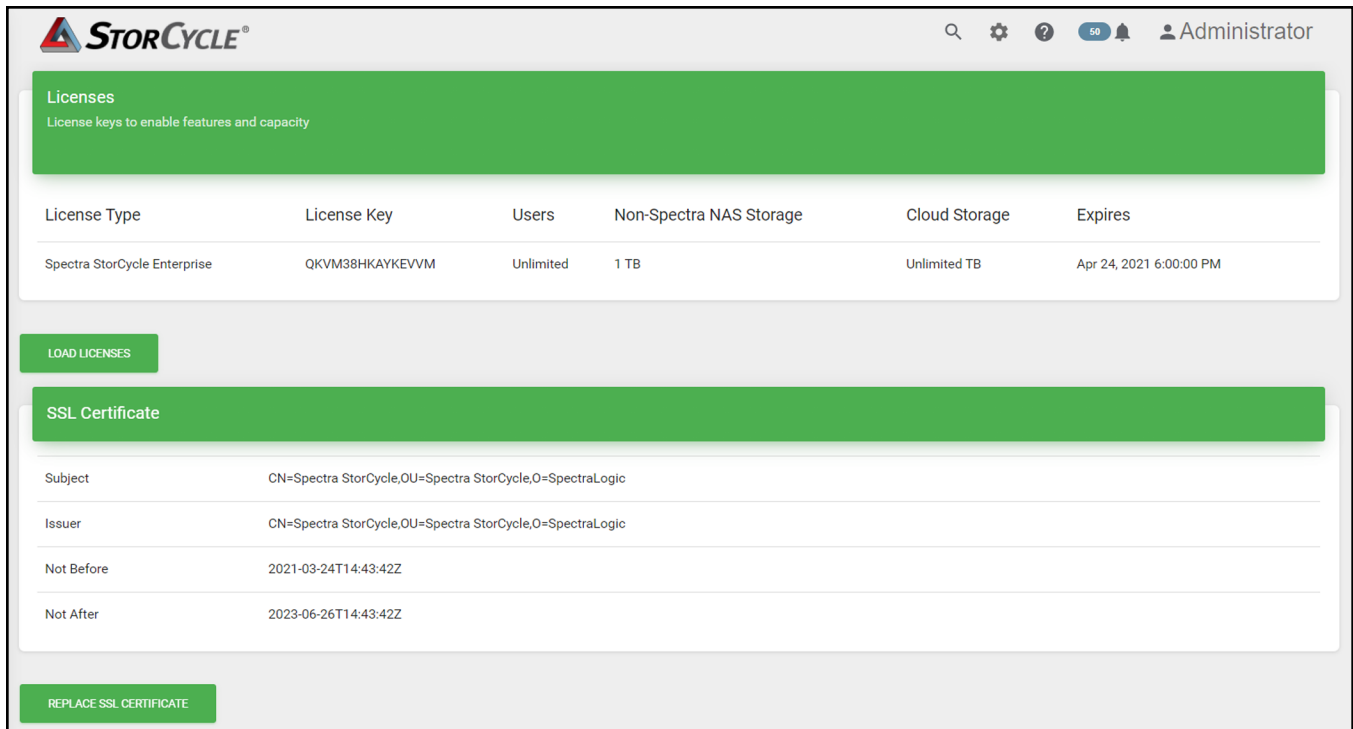 STORCYCLE® 50 Administrator
Licenses
License keys to enable features and capacity
License Type License Key Users Non-Spectra NAS Storage Cloud Storage Expires
Spectra StorCycle Enterprise QKVM38HKAYKEVVM Unlimited 1 TB Unlimited TB Apr 24, 2021 6:00:00 PM
LOAD LICENSES
SSL Certificate
Subject CN=Spectra StorCycle,OU=Spectra StorCycle,O=SpectraLogic
Issuer CN=Spectra StorCycle,OU=Spectra StorCycle,O=SpectraLogic
Not Before 2021-03-24T14:43:42Z
Not After 2023-06-26T14:43:42Z
REPLACE SSL CERTIFICATE